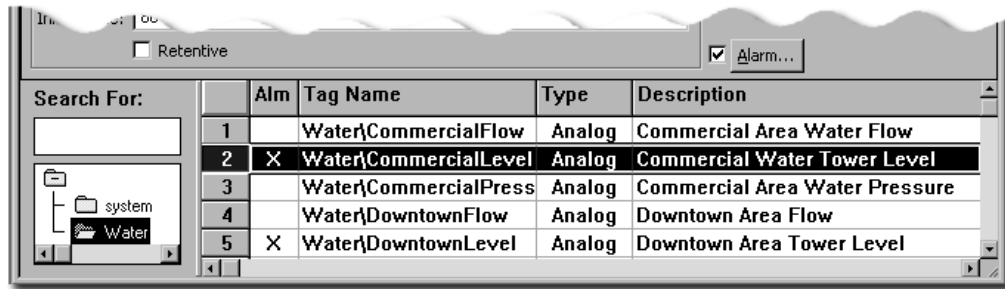 Retentive
Alarm...
Search For:
system
Water
Alm Tag Name Type Description
1 Water\CommercialFlow Analog Commercial Area Water Flow
2 X Water\CommercialLevel Analog Commercial Water Tower Level
3 Water\CommercialPress Analog Commercial Area Water Pressure
4 Water\DowntownFlow Analog Downtown Area Flow
5 X Water\DowntownLevel Analog Downtown Area Tower Level